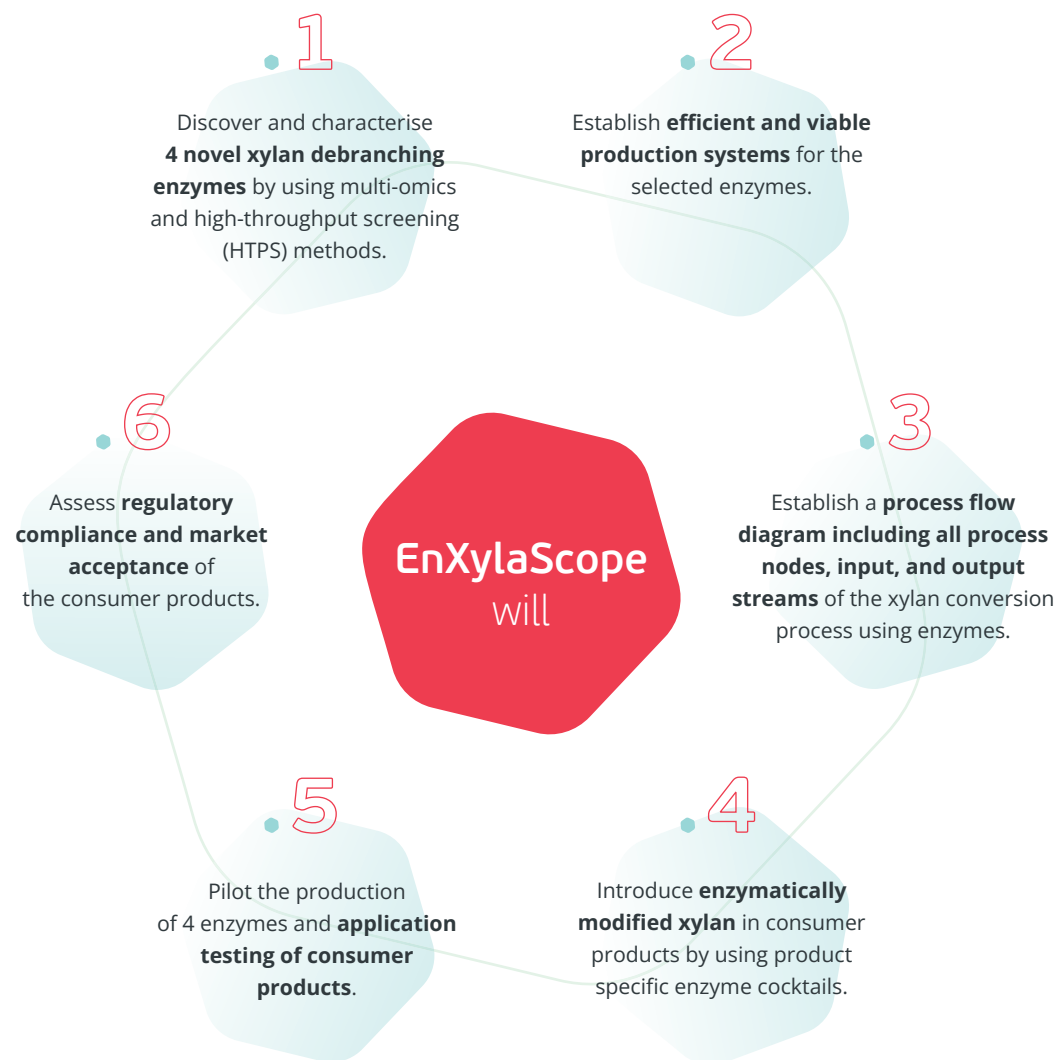 1
Discover and characterise
4 novel xylan debranching
enzymes by using multi-omics
and high-throughput screening
(HTPS) methods.
2
Establish efficient and viable
production systems for the
selected enzymes.
3
Establish a process flow
diagram including all process
nodes, input, and output
streams of the xylan conversion
process using enzymes.
4
Introduce enzymatically
modified xylan in consumer
products by using product
specific enzyme cocktails.
5
Pilot the production
of 4 enzymes and application
testing of consumer
products.
6
Assess regulatory
compliance and market
acceptance of
the consumer products.
EnXylaScope
will